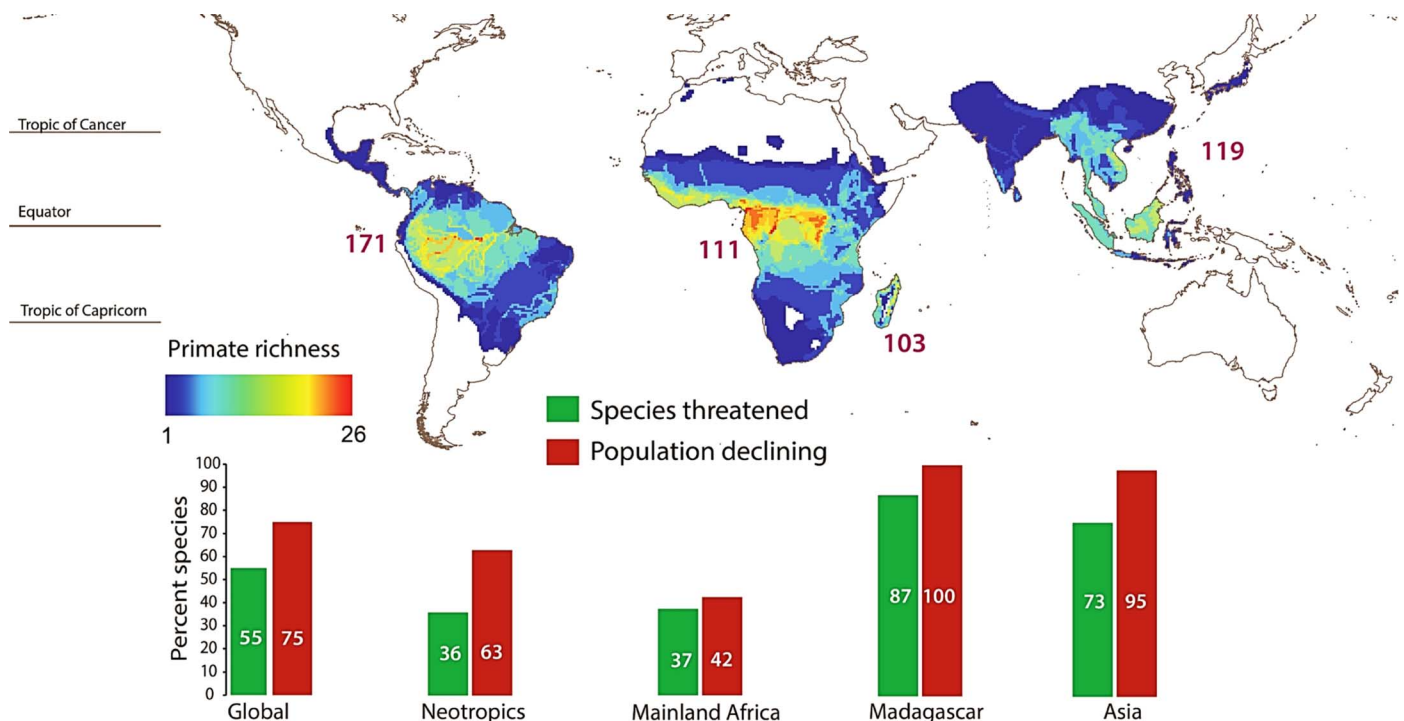 Tropic of Cancer
119
Equator
171
111
Tropic of Capricorn
103
Primate richness
1 26
Species threatened
Population declining
Percent species
100
90
80
70
60
50
40
30
20
10
0
55 75
36 63
37 42
87 100
73 95
Global Neotropics Mainland Africa Madagascar Asia